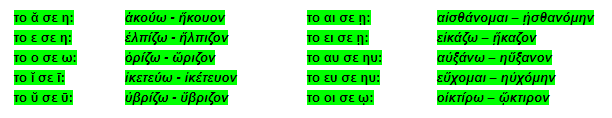 το ᾰ σε η: ἀκούω - ἤκουον το αι σε ῃ: αἰσθάνομαι – ᾐσθανόμην
το ε σε η: ἐλπίζω - ἤλπιζον το ει σε ῃ: εἰκάζω – ᾔκαζον
το ο σε ω: ὁρίζω - ὥριζον το αυ σε ηυ: αὐξάνω – ηὔξανον
το ῐ σε ῑ: ἱκετεύω - ἱκέτευον το ευ σε ηυ: εὔχομαι – ηὐχόμην
το ῠ σε ῡ: ὑβρίζω - ὕβριζον το οι σε ῳ: οἰκτίρω – ᾤκτιρον